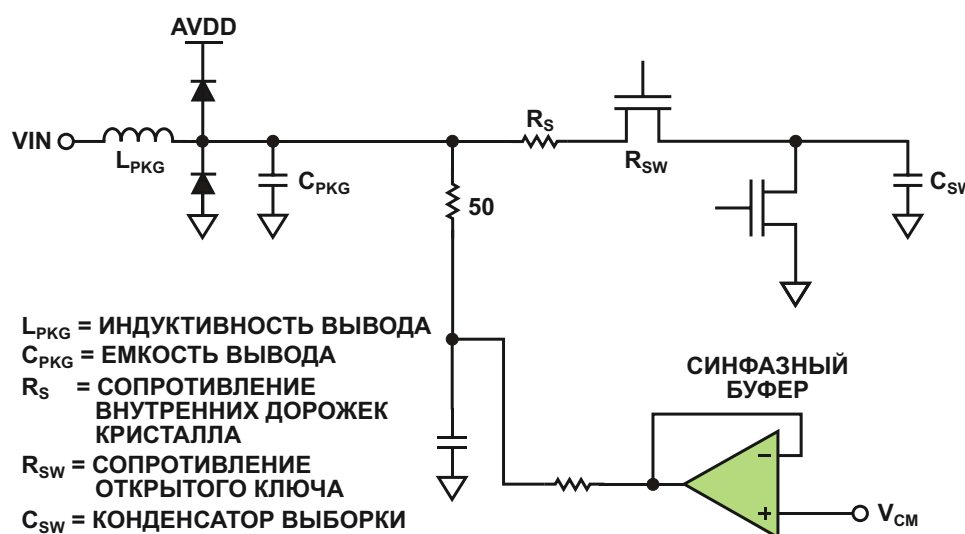 AVDD
VIN
L_PKG
C_PKG
50
R_S
R_SW
C_SW
L_PKG = ИНДУКТИВНОСТЬ ВЫВОДА
C_PKG = ЕМКОСТЬ ВЫВОДА
R_S = СОПРОТИВЛЕНИЕ
ВНУТРЕННИХ ДОРОЖЕК
КРИСТАЛЛА
R_SW = СОПРОТИВЛЕНИЕ
ОТКРЫТОГО КЛЮЧА
C_SW = КОНДЕНСАТОР ВЫБОРКИ
СИНФАЗНЫЙ
БУФЕР
–
+
V_CM